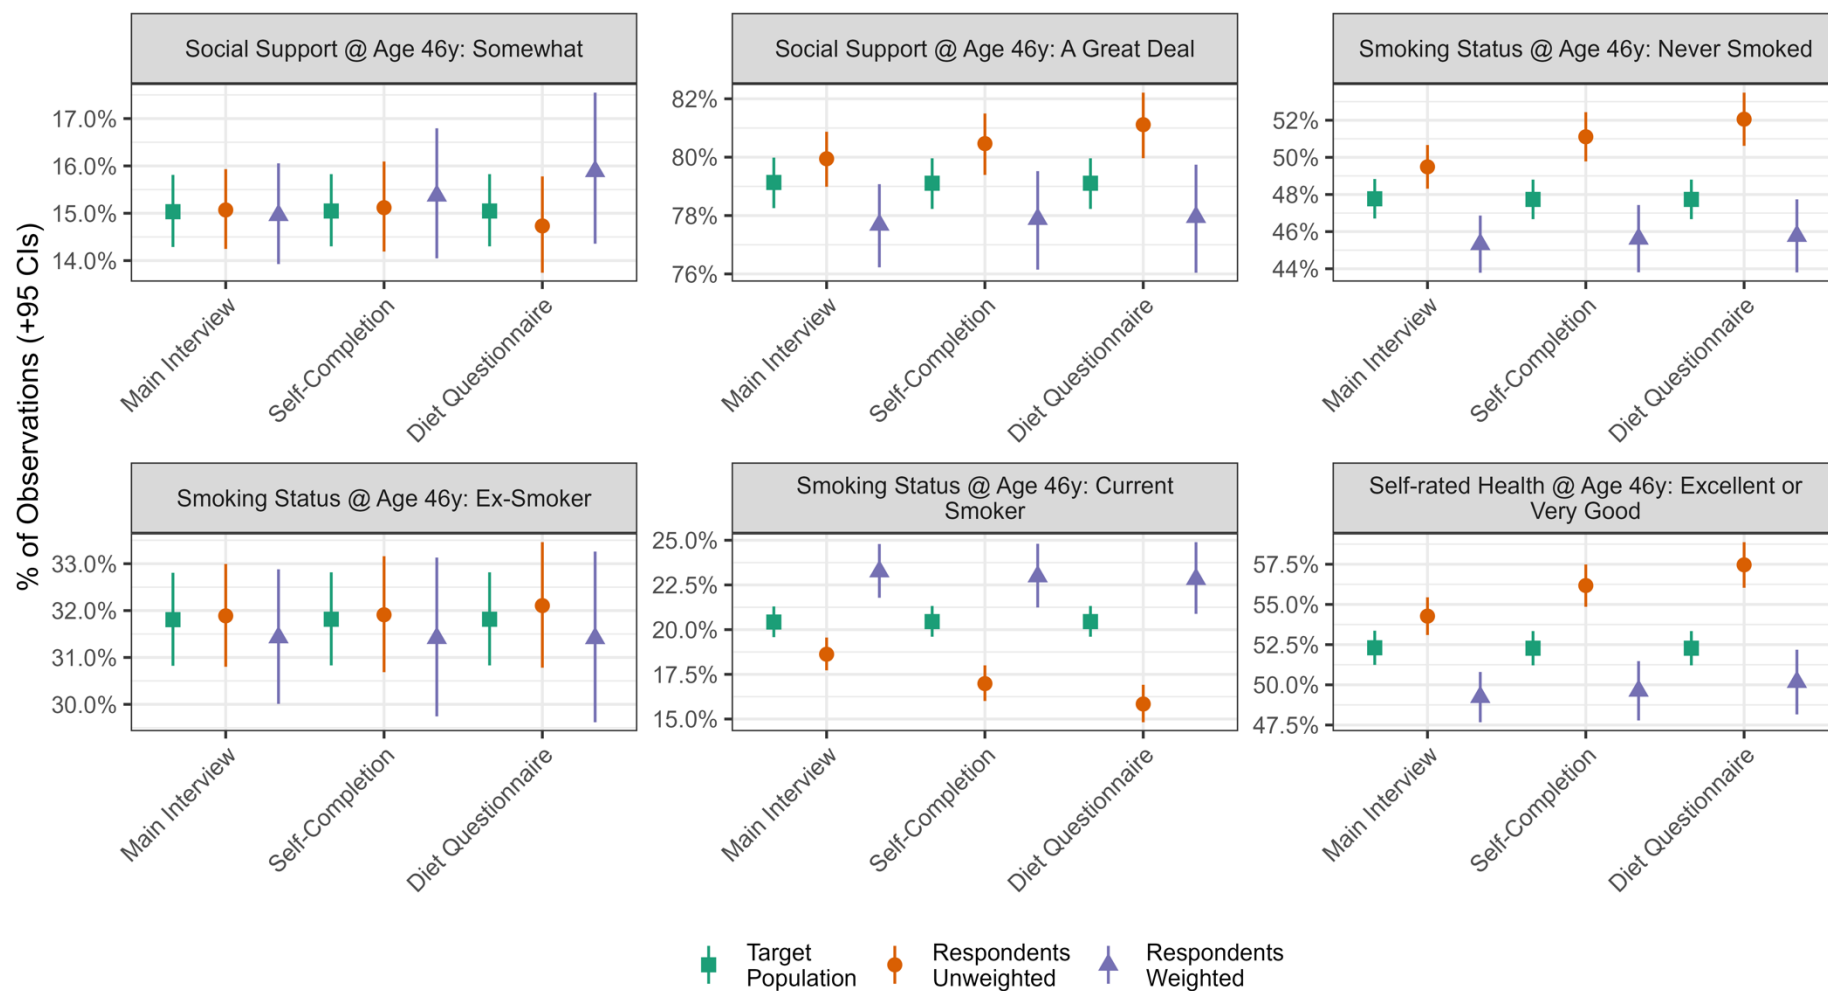 Social Support @ Age 46y: Somewhat
Social Support @ Age 46y: A Great Deal
Smoking Status @ Age 46y: Never Smoked
17.0%
16.0%
15.0%
14.0%
82%
80%
78%
76%
52%
50%
48%
46%
44%
Main Interview
Self-Completion
Diet Questionnaire
Main Interview
Self-Completion
Diet Questionnaire
Main Interview
Self-Completion
Diet Questionnaire
% of Observations (+95 CIs)
Smoking Status @ Age 46y: Ex-Smoker
Smoking Status @ Age 46y: Current
Smoker
Self-rated Health @ Age 46y: Excellent or
Very Good
33.0%
32.0%
31.0%
30.0%
25.0%
22.5%
20.0%
17.5%
15.0%
57.5%
55.0%
52.5%
50.0%
47.5%
Main Interview
Self-Completion
Diet Questionnaire
Main Interview
Self-Completion
Diet Questionnaire
Main Interview
Self-Completion
Diet Questionnaire
Target
Population
Respondents
Unweighted
Respondents
Weighted